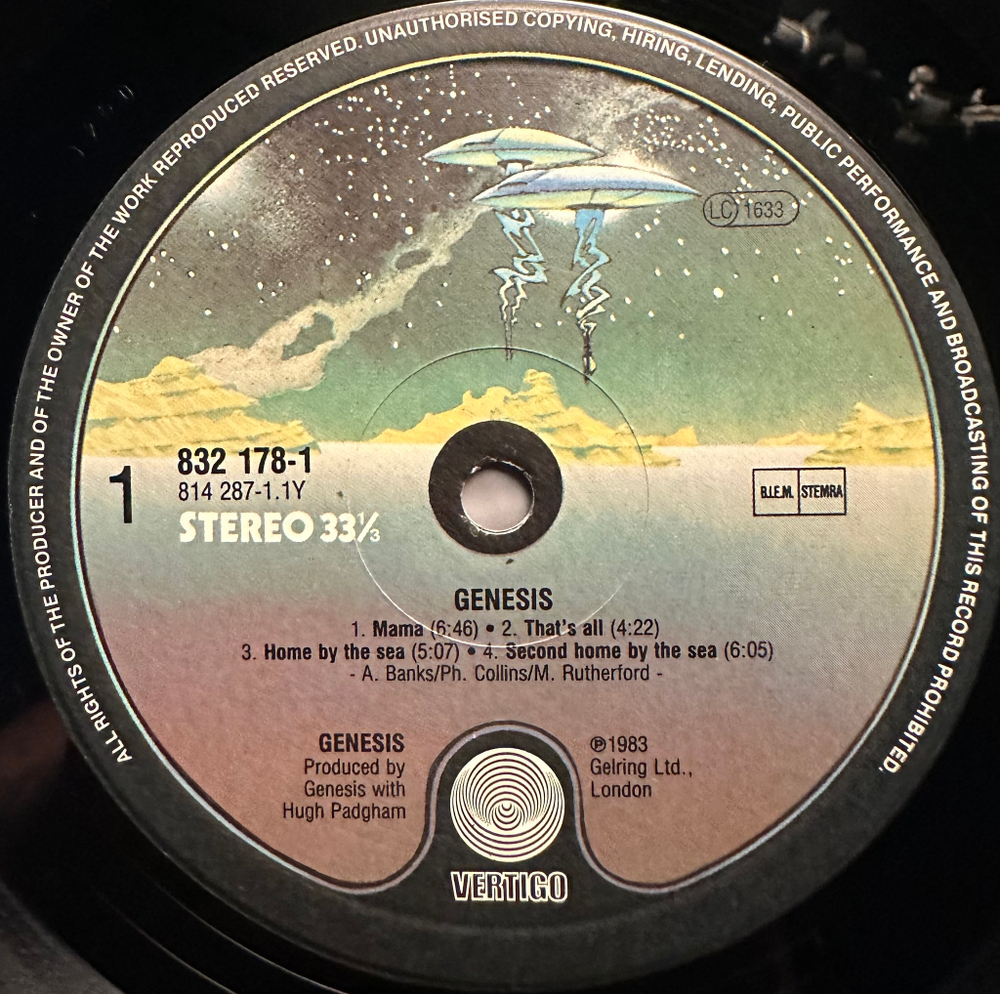 ALL RIGHTS OF THE PRODUCER AND OF THE OWNER OF THE WORK REPRODUCED RESERVED. UNAUTHORISED COPYING, HIRING, LENDING, PUBLIC PERFORMANCE AND BROADCASTING OF THIS RECORD PROHIBITED.
LC 1633
1
832 178-1
814 287-1.1Y
STEREO 33⅓
B.I.E.M. STEMRA
GENESIS
1. Mama (6:46) • 2. That's all (4:22)
3. Home by the sea (5:07) • 4. Second home by the sea (6:05)
- A. Banks/Ph. Collins/M. Rutherford -
GENESIS
Produced by
Genesis with
Hugh Padgham
℗1983
Gelring Ltd.,
London
VERTIGO